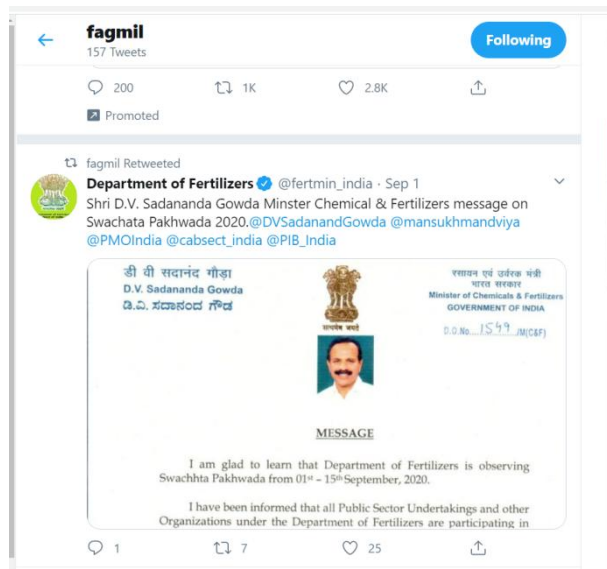 fagmil
157 Tweets
Following
200 1K 2.8K
Promoted
fagmil Retweeted
Department of Fertilizers @fertmin_india · Sep 1
Shri D.V. Sadananda Gowda Minster Chemical & Fertilizers message on
Swachata Pakhwada 2020.@DVSadanandGowda @mansukhmandviya
@PMOIndia @cabsect_india @PIB_India
डी वी सदानंद गौड़ा
D.V. Sadananda Gowda
ಡಿ.ವಿ. ಸದಾನಂದ ಗೌಡ
सत्यमेव जयते
रसायन एवं उर्वरक मंत्री
भारत सरकार
Minister of Chemicals & Fertilizers
GOVERNMENT OF INDIA
D.O.No. 1549 /M(C&F)
MESSAGE
I am glad to learn that Department of Fertilizers is observing
Swachhta Pakhwada from 01st – 15th September, 2020.
I have been informed that all Public Sector Undertakings and other
Organizations under the Department of Fertilizers are participating in
1 7 25